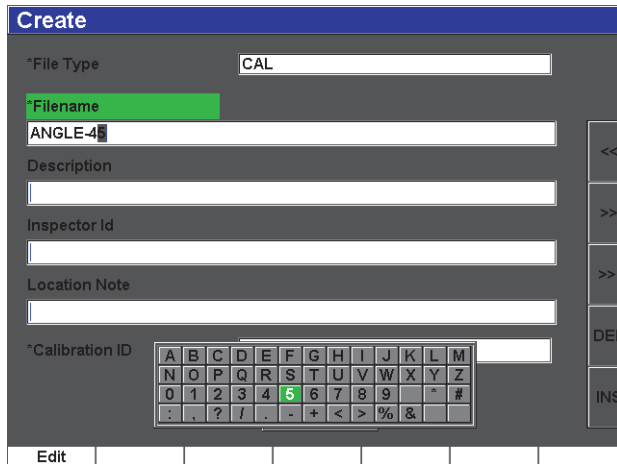 Create
*File Type CAL
*Filename
ANGLE-45
Description
<<
Inspector Id
>>
Location Note
>>
*Calibration ID
A B C D E F G H I J K L M
N O P Q R S T U V W X Y Z
0 1 2 3 4 5 6 7 8 9 * #
: , ? / . - + < > % &
INS
Edit